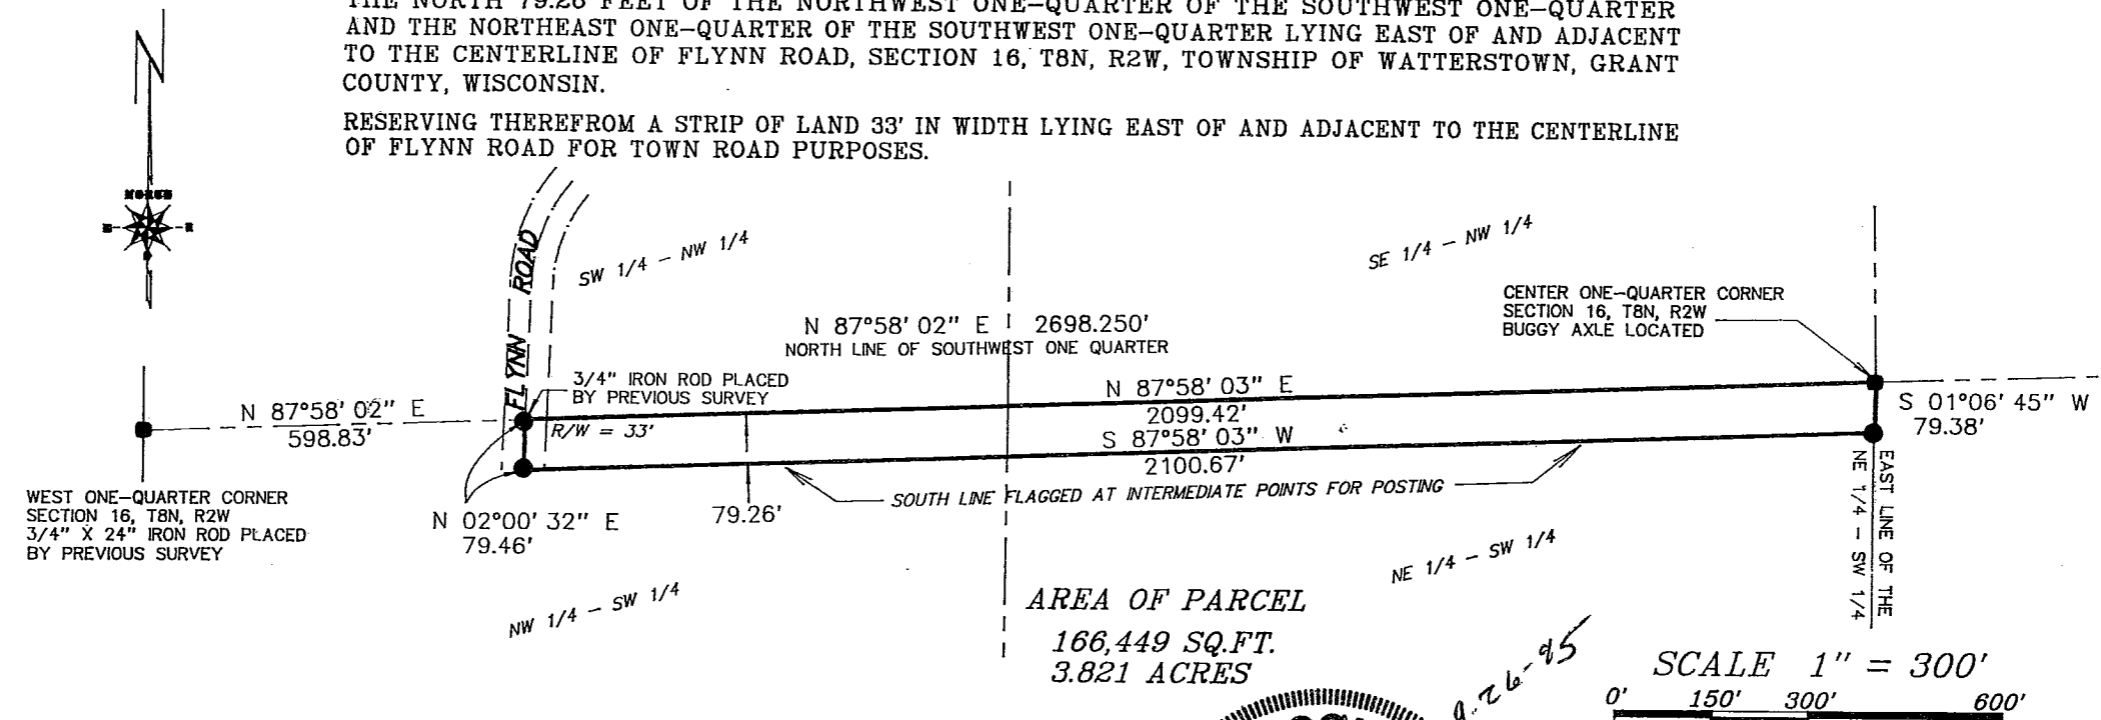 THE NORTH 79.26 FEET OF THE NORTHWEST ONE-QUARTER OF THE SOUTHWEST ONE-QUARTER
AND THE NORTHEAST ONE-QUARTER OF THE SOUTHWEST ONE-QUARTER LYING EAST OF AND ADJACENT
TO THE CENTERLINE OF FLYNN ROAD, SECTION 16, T8N, R2W, TOWNSHIP OF WATTERSTOWN, GRANT
COUNTY, WISCONSIN.
RESERVING THEREFROM A STRIP OF LAND 33' IN WIDTH LYING EAST OF AND ADJACENT TO THE CENTERLINE
OF FLYNN ROAD FOR TOWN ROAD PURPOSES.
NORTH
FLYNN ROAD
SW 1/4 - NW 1/4
SE 1/4 - NW 1/4
CENTER ONE-QUARTER CORNER
SECTION 16, T8N, R2W
BUGGY AXLE LOCATED
N 87°58' 02" E 2698.250'
NORTH LINE OF SOUTHWEST ONE QUARTER
3/4" IRON ROD PLACED
BY PREVIOUS SURVEY
N 87°58' 02" E
598.83'
R/W = 33'
N 87°58' 03" E
2099.42'
S 87°58' 03" W
2100.67'
S 01°06' 45" W
79.38'
WEST ONE-QUARTER CORNER
SECTION 16, T8N, R2W
3/4" X 24" IRON ROD PLACED
BY PREVIOUS SURVEY
N 02°00' 32" E
79.46'
79.26'
SOUTH LINE FLAGGED AT INTERMEDIATE POINTS FOR POSTING
EAST LINE OF THE
NE 1/4 - SW 1/4
NW 1/4 - SW 1/4
NE 1/4 - SW 1/4
AREA OF PARCEL
166,449 SQ.FT.
3.821 ACRES
SCALE 1" = 300'
0' 150' 300' 600'